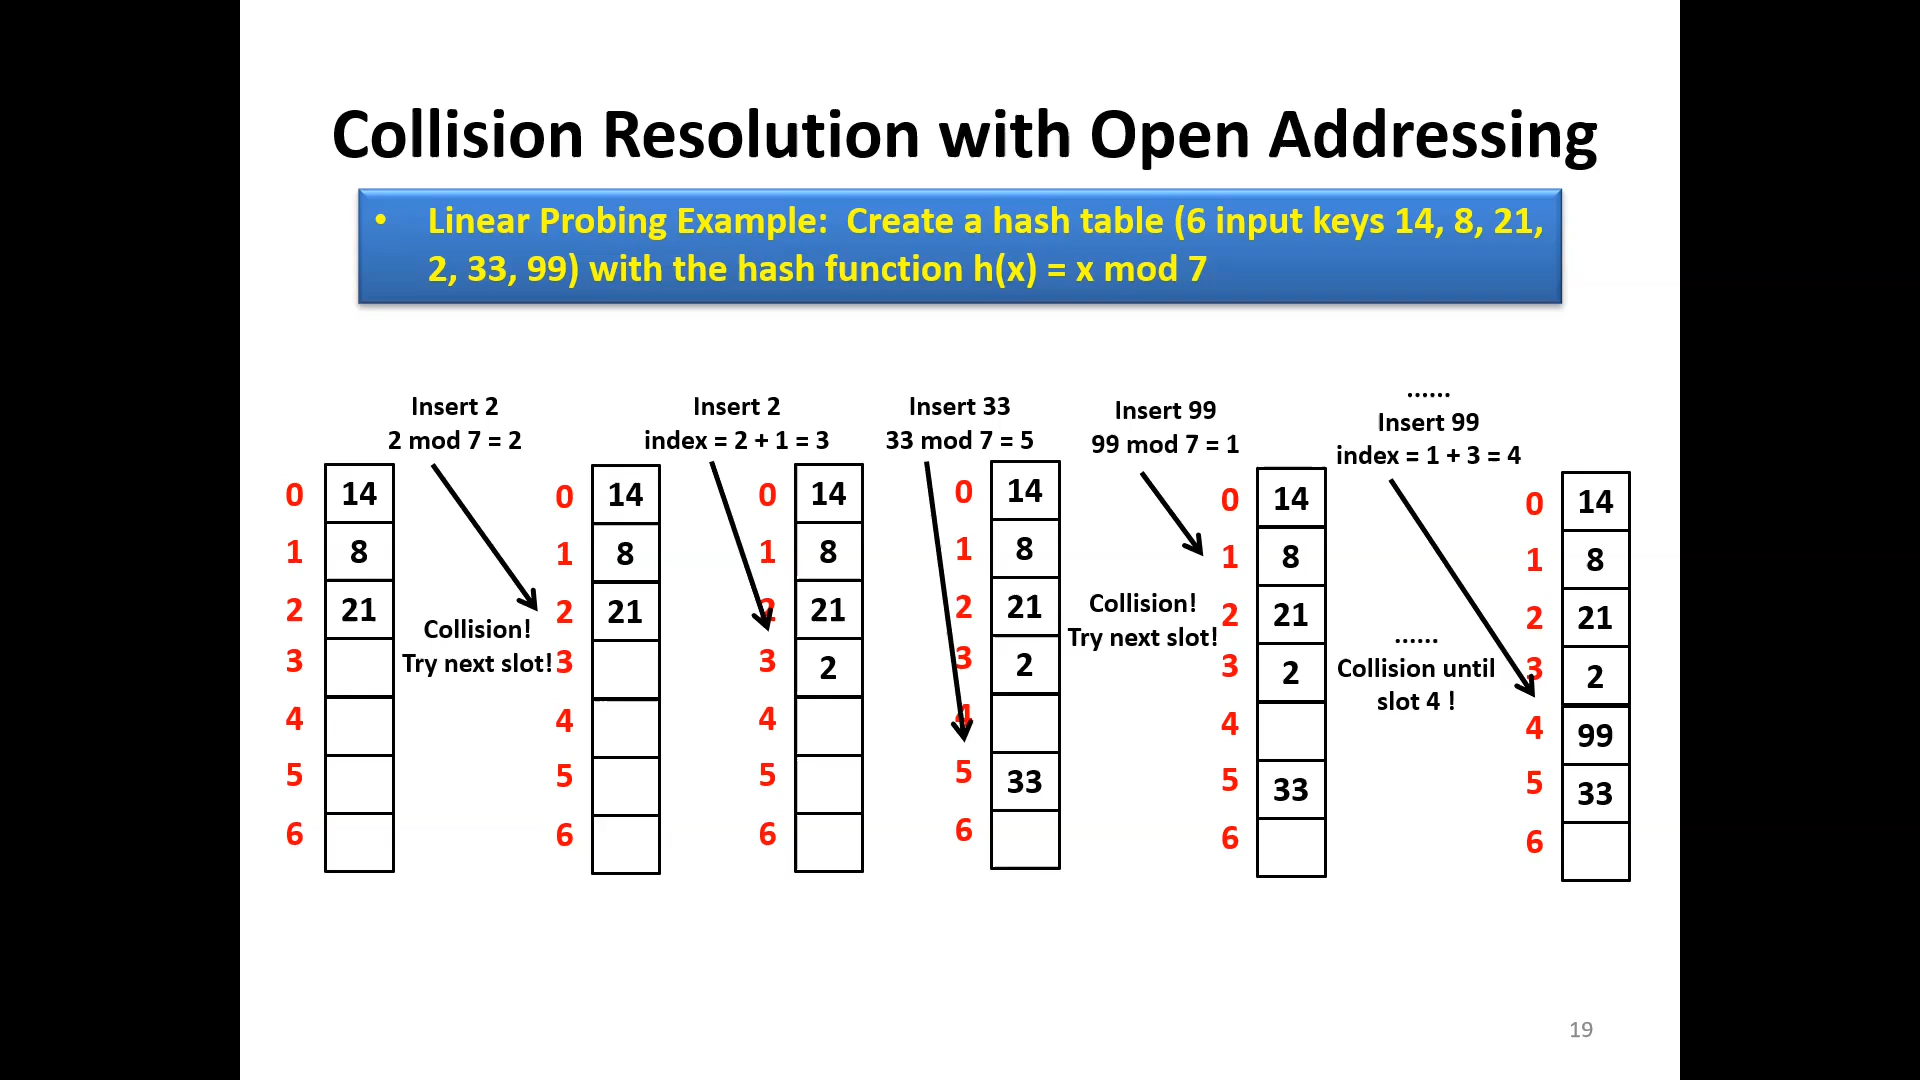 Collision Resolution with Open Addressing
• Linear Probing Example:  Create a hash table (6 input keys 14, 8, 21,
2, 33, 99) with the hash function h(x) = x mod 7
Insert 2
2 mod 7 = 2
Insert 2
index = 2 + 1 = 3
Insert 33
33 mod 7 = 5
Insert 99
99 mod 7 = 1
......
Insert 99
index = 1 + 3 = 4
0 14
1 8
2 21
3
4
5
6
Collision!
Try next slot!
0 14
1 8
2 21
3
4
5
6
0 14
1 8
2 21
3 2
4
5
6
0 14
1 8
2 21
3 2
4
5 33
6
Collision!
Try next slot!
0 14
1 8
2 21
3 2
4
5 33
6
......
Collision until
slot 4 !
0 14
1 8
2 21
3 2
4 99
5 33
6
19